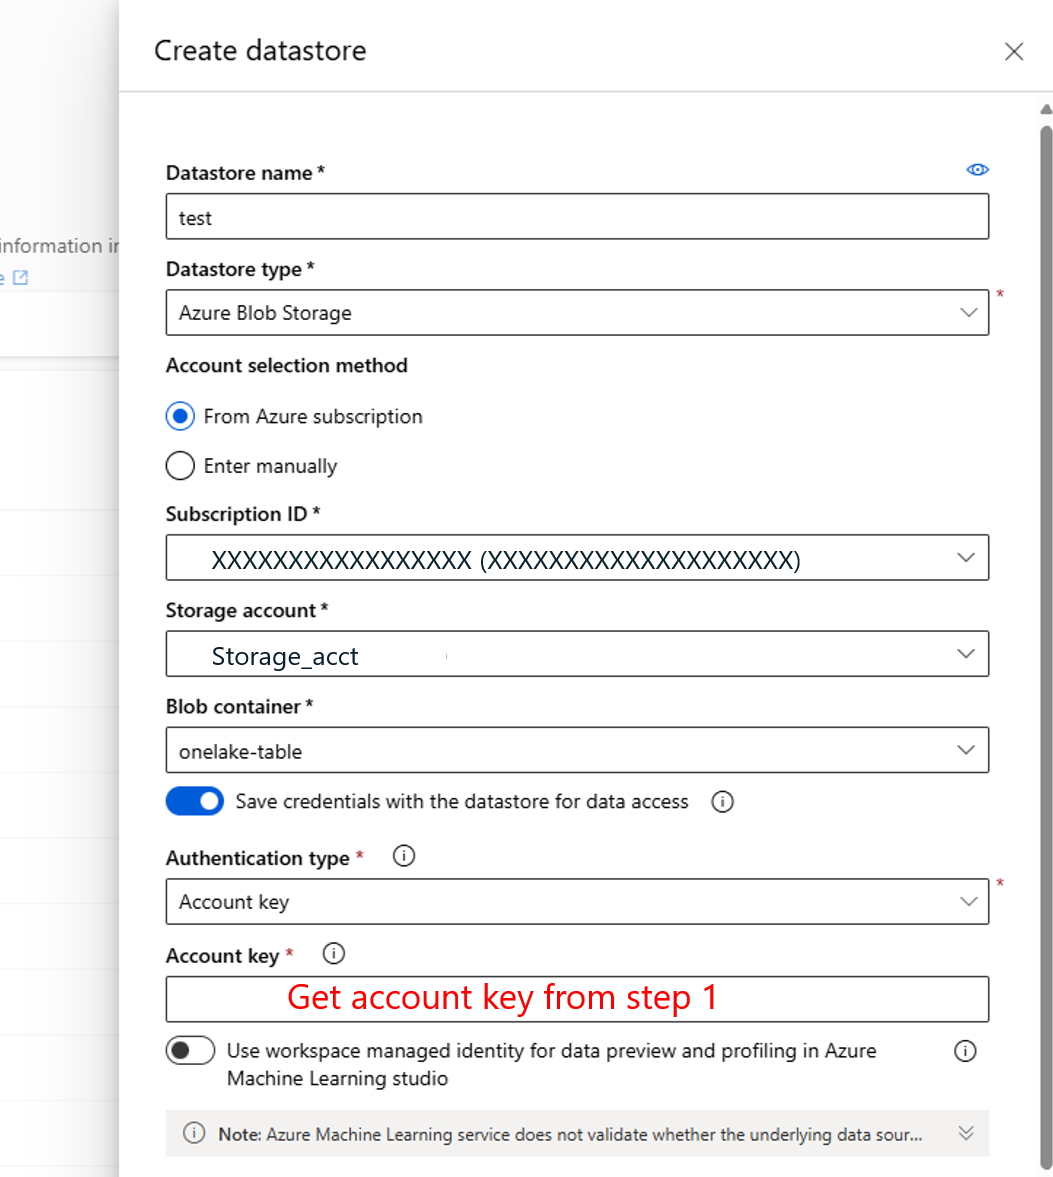 Create datastore
information in
e
Datastore name *
test
Datastore type *
Azure Blob Storage
*
Account selection method
From Azure subscription
Enter manually
Subscription ID *
XXXXXXXXXXXXXXXXX (XXXXXXXXXXXXXXXXXXXX)
Storage account *
Storage_acct
Blob container *
onelake-table
Save credentials with the datastore for data access
Authentication type *
Account key
*
Account key *
Get account key from step 1
Use workspace managed identity for data preview and profiling in Azure
Machine Learning studio
Note: Azure Machine Learning service does not validate whether the underlying data sour...